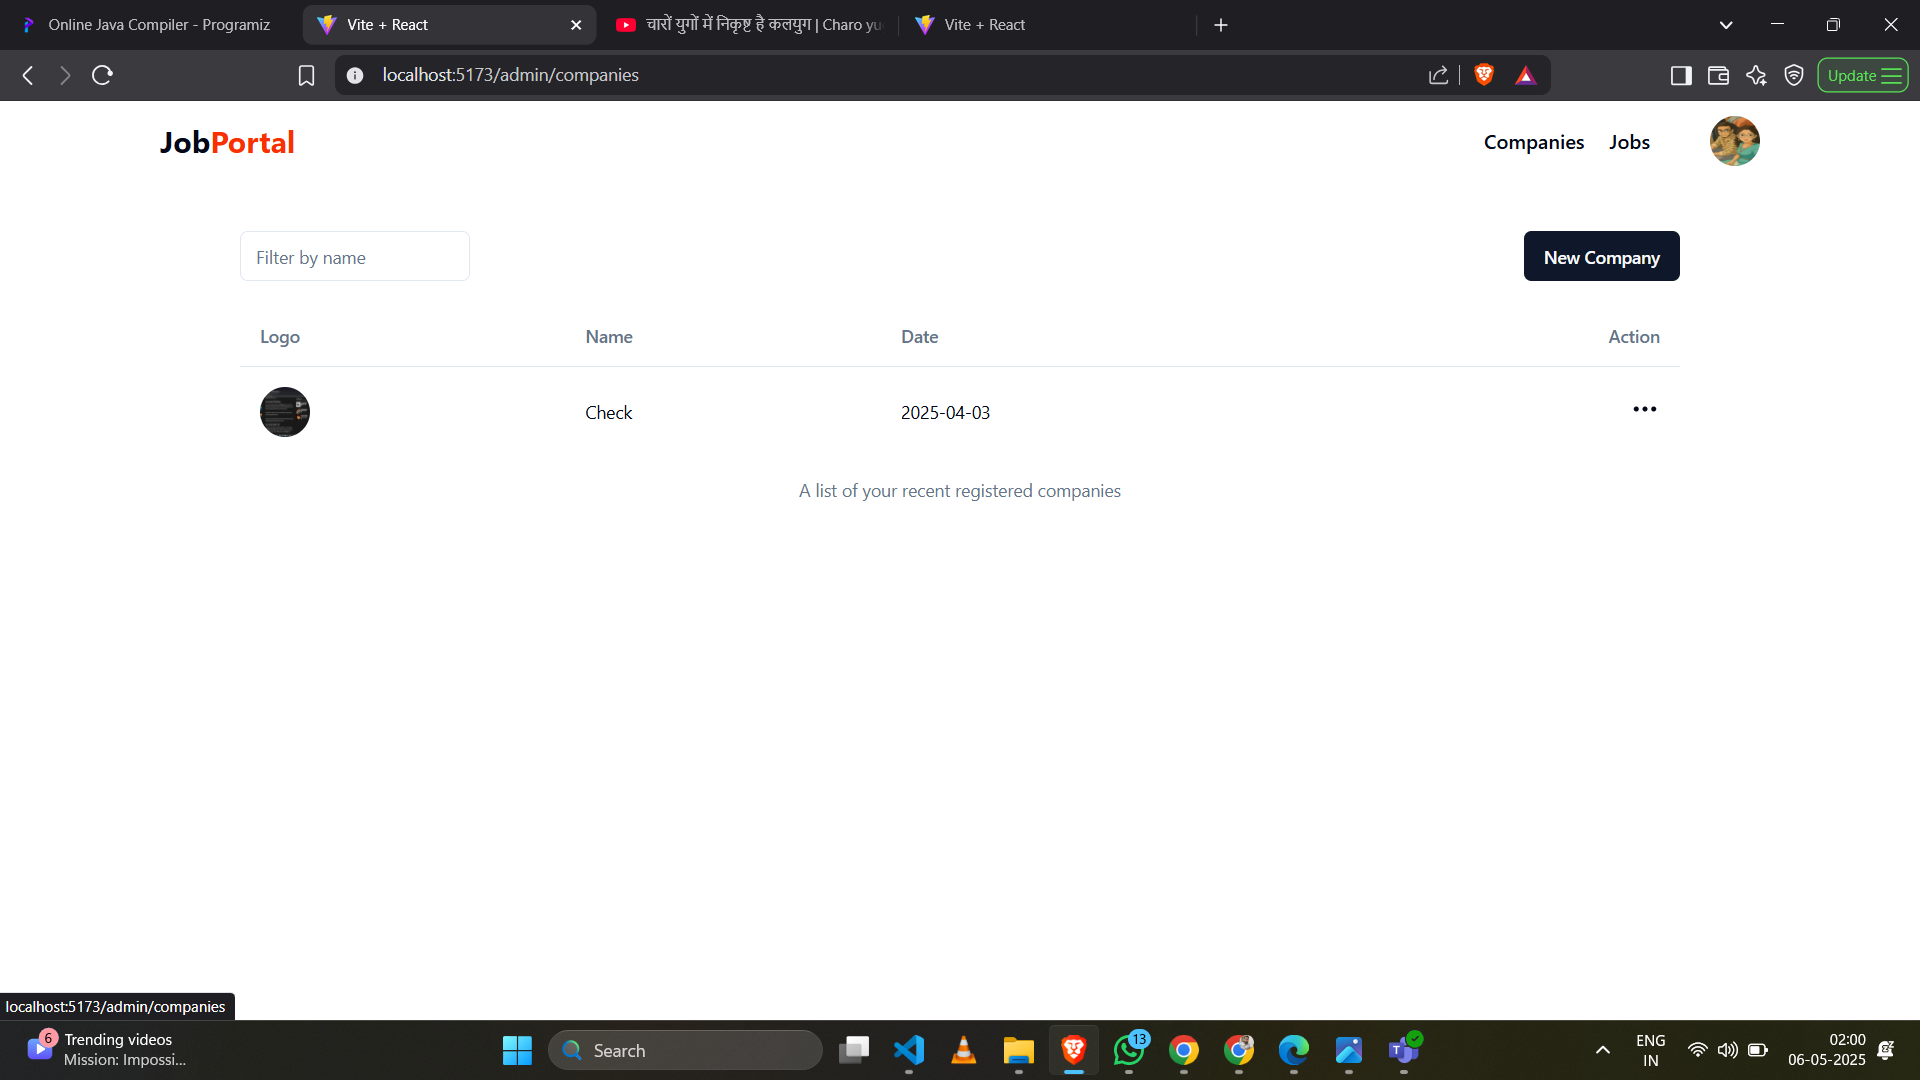 Online Java Compiler - Programiz
Vite + React
चारों युगों में निकृष्ट है कलयुग | Charo yu
Vite + React
localhost:5173/admin/companies
Update
JobPortal
Companies
Jobs
Filter by name
New Company
Logo
Name
Date
Action
Check
2025-04-03
A list of your recent registered companies
localhost:5173/admin/companies
6
Trending videos
Mission: Impossi...
Search
13
ENG
IN
02:00
06-05-2025